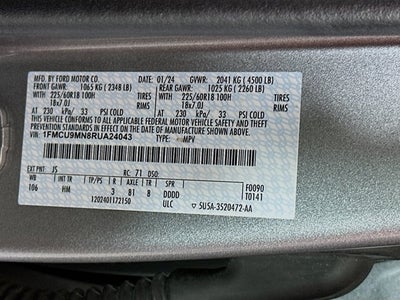 MFD. BY FORD MOTOR CO.
01/24 GVWR: 2041 KG (4500 LB)
FRONT GAWR: 1065 KG (2348 LB) REAR GAWR: 1025 KG (2260 LB)
225/60R18 100H 225/60R18 100H
18x7.0J 18x7.0J
AT 230 kPa/ 33 PSI COLD AT 230 kPa/ 33 PSI COLD
THIS VEHICLE CONFORMS TO ALL APPLICABLE FEDERAL MOTOR VEHICLE SAFETY AND
THEFT PREVENTION STANDARDS IN EFFECT ON THE DATE OF MANUFACTURE SHOWN ABOVE.
VIN: 1FMCU9MN8RUA24043 TYPE: MPV
EXT PNT: JS RC: 71 DSO:
WB INT TR TP/PS R AXLE TR SPR F0090
106 HM 3 81 8 DDDD T0141
1202401172150 ULC 5U5A-3520472-AA